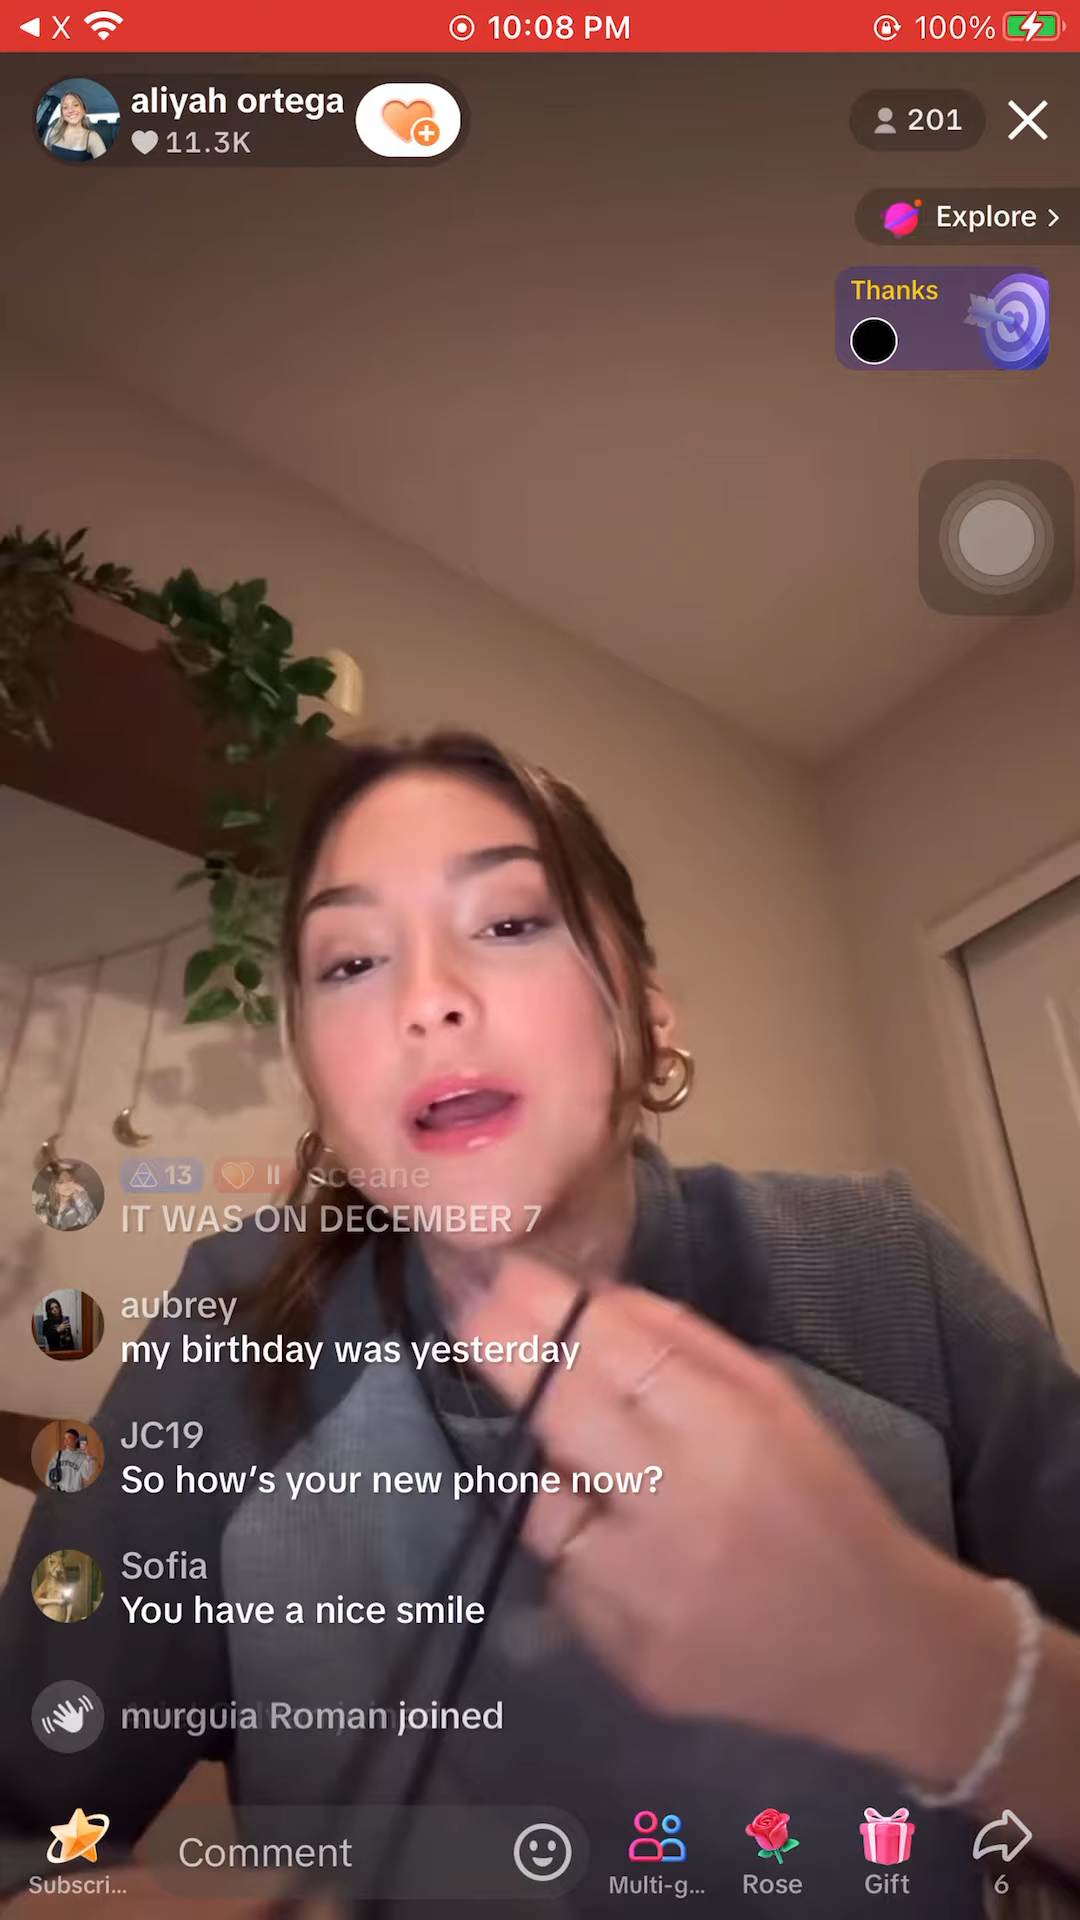 X
10:08 PM
100%
aliyah ortega
11.3K
201
Explore >
Thanks
13 II oceane
IT WAS ON DECEMBER 7
aubrey
my birthday was yesterday
JC19
So how's your new phone now?
Sofia
You have a nice smile
murguia Roman joined
Subscri...
Comment
Multi-g...
Rose
Gift
6